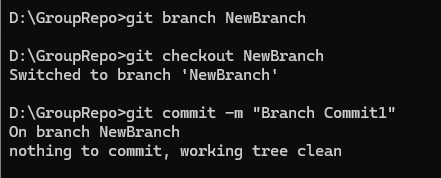 D:\GroupRepo>git branch NewBranch
D:\GroupRepo>git checkout NewBranch
Switched to branch 'NewBranch'
D:\GroupRepo>git commit -m "Branch Commit1"
On branch NewBranch
nothing to commit, working tree clean